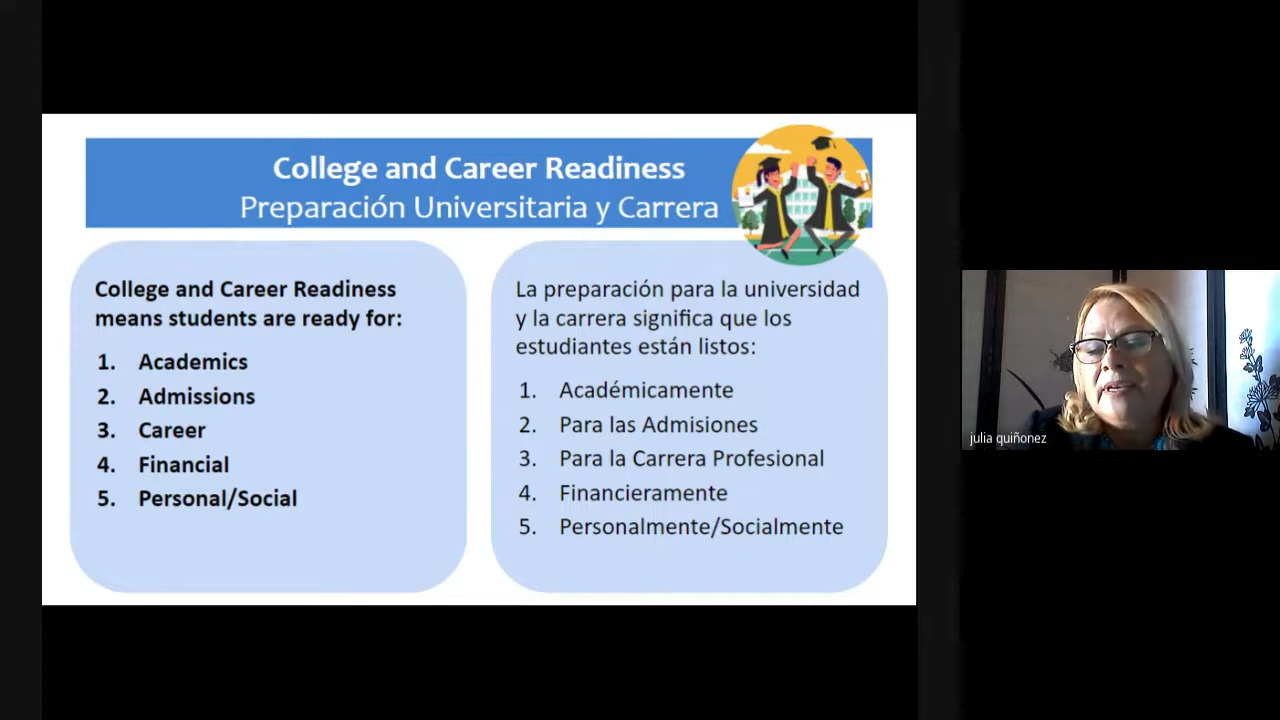 College and Career Readiness
Preparación Universitaria y Carrera
College and Career Readiness
means students are ready for:
1. Academics
2. Admissions
3. Career
4. Financial
5. Personal/Social
La preparación para la universidad
y la carrera significa que los
estudiantes están listos:
1. Académicamente
2. Para las Admisiones
3. Para la Carrera Profesional
4. Financieramente
5. Personalmente/Socialmente
julia quiñonez